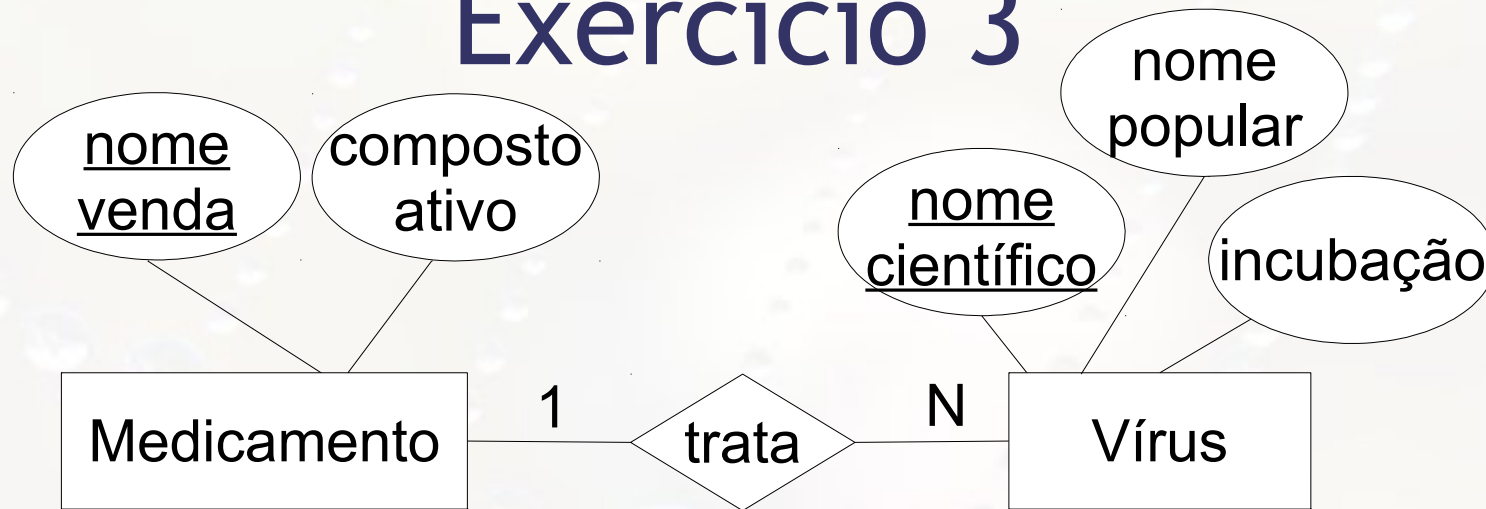 Exercício 3
nome
venda
composto
ativo
nome
científico
nome
popular
incubação
Medicamento
1
trata
N
Vírus